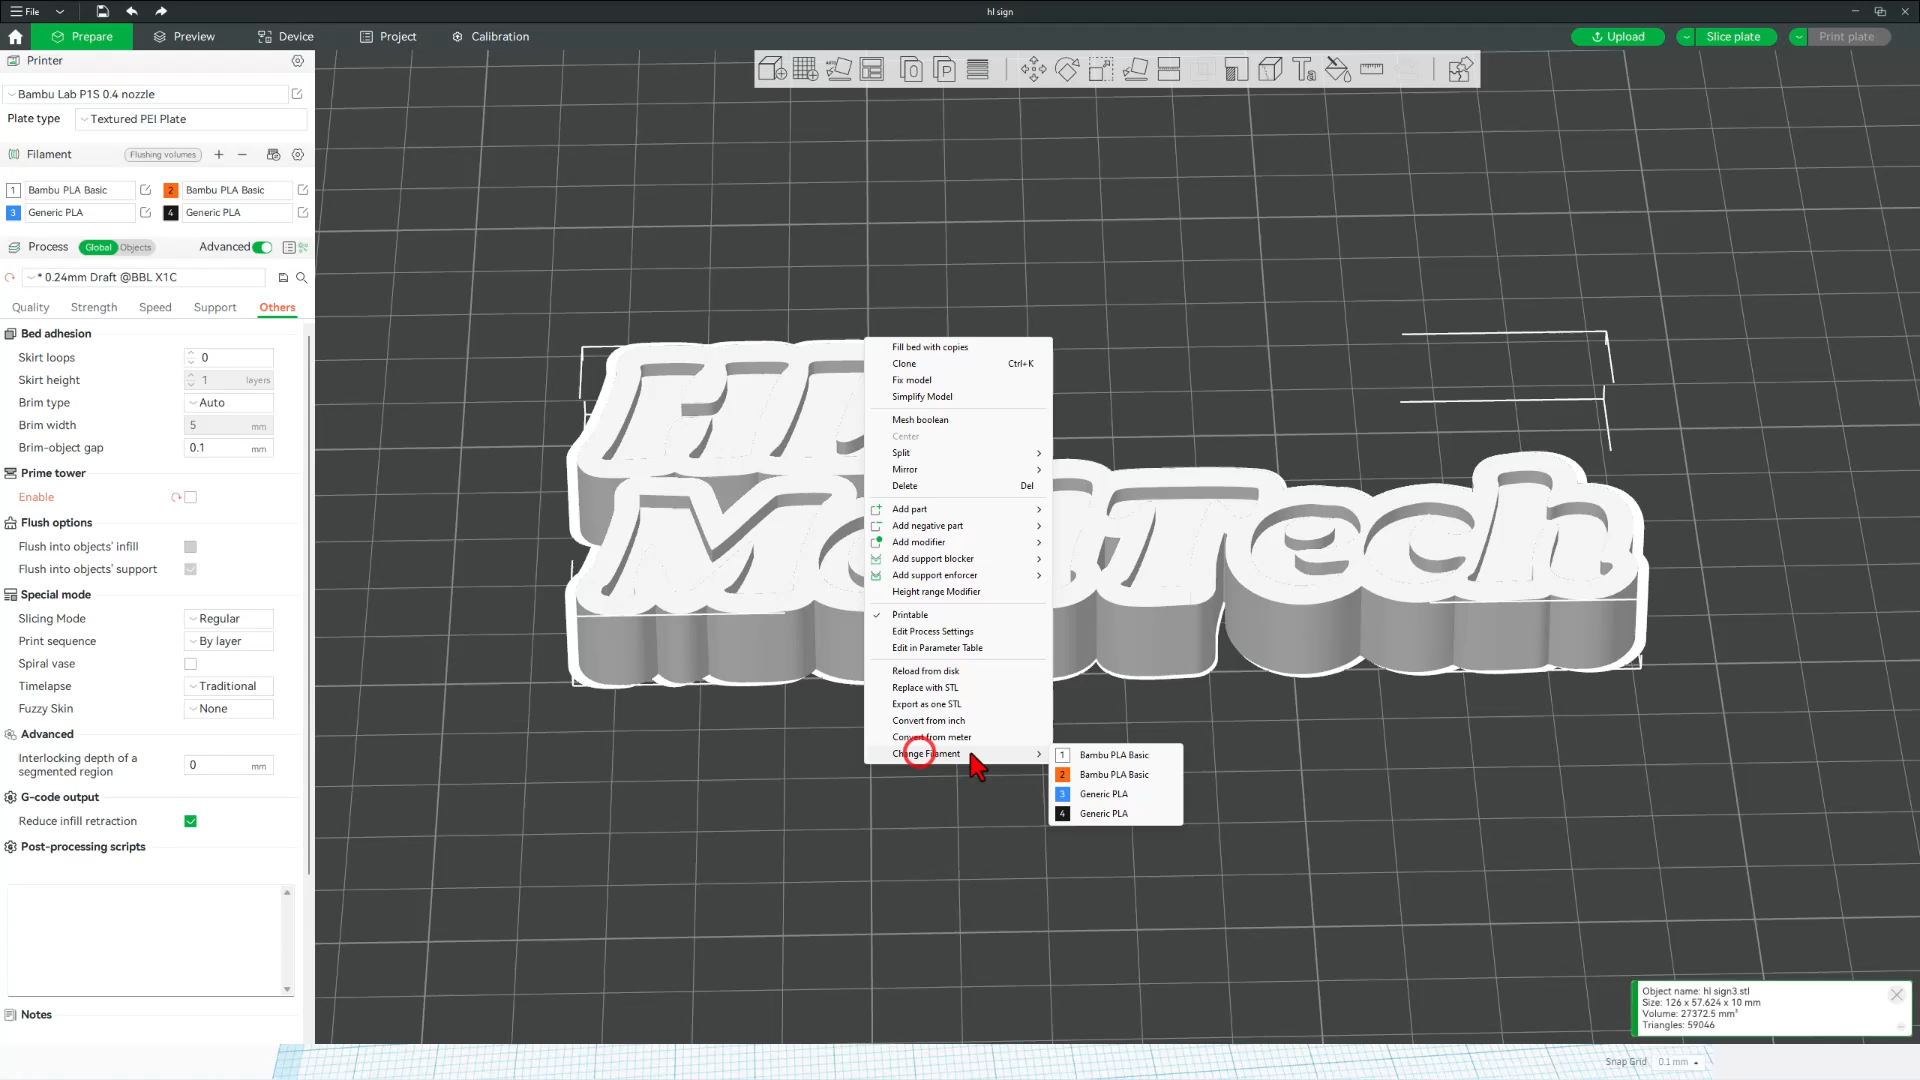 File
hl sign
Prepare
Preview
Device
Project
Calibration
Upload
Slice plate
Print plate
Printer
Bambu Lab P1S 0.4 nozzle
Plate type
Textured PEI Plate
Filament
Flushing volumes
1 Bambu PLA Basic
2 Bambu PLA Basic
3 Generic PLA
4 Generic PLA
Process
Global
Objects
Advanced
* 0.24mm Draft @BBL X1C
Quality
Strength
Speed
Support
Others
Bed adhesion
Skirt loops 0
Skirt height 1 layers
Brim type Auto
Brim width 5 mm
Brim-object gap 0.1 mm
Prime tower
Enable
Flush options
Flush into objects' infill
Flush into objects' support
Special mode
Slicing Mode Regular
Print sequence By layer
Spiral vase
Timelapse Traditional
Fuzzy Skin None
Advanced
Interlocking depth of a
segmented region 0 mm
G-code output
Reduce infill retraction
Post-processing scripts
Notes
Fill bed with copies
Clone Ctrl+K
Fix model
Simplify Model
Mesh boolean
Center
Split
Mirror
Delete Del
Add part
Add negative part
Add modifier
Add support blocker
Add support enforcer
Height range Modifier
Printable
Edit Process Settings
Edit in Parameter Table
Reload from disk
Replace with STL
Export as one STL
Convert from inch
Convert from meter
Change Filament
1 Bambu PLA Basic
2 Bambu PLA Basic
3 Generic PLA
4 Generic PLA
Tech
Object name: hl sign3.stl
Size: 126 x 57.624 x 10 mm
Volume: 27372.5 mm³
Triangles: 59046
Snap Grid 0.1 mm